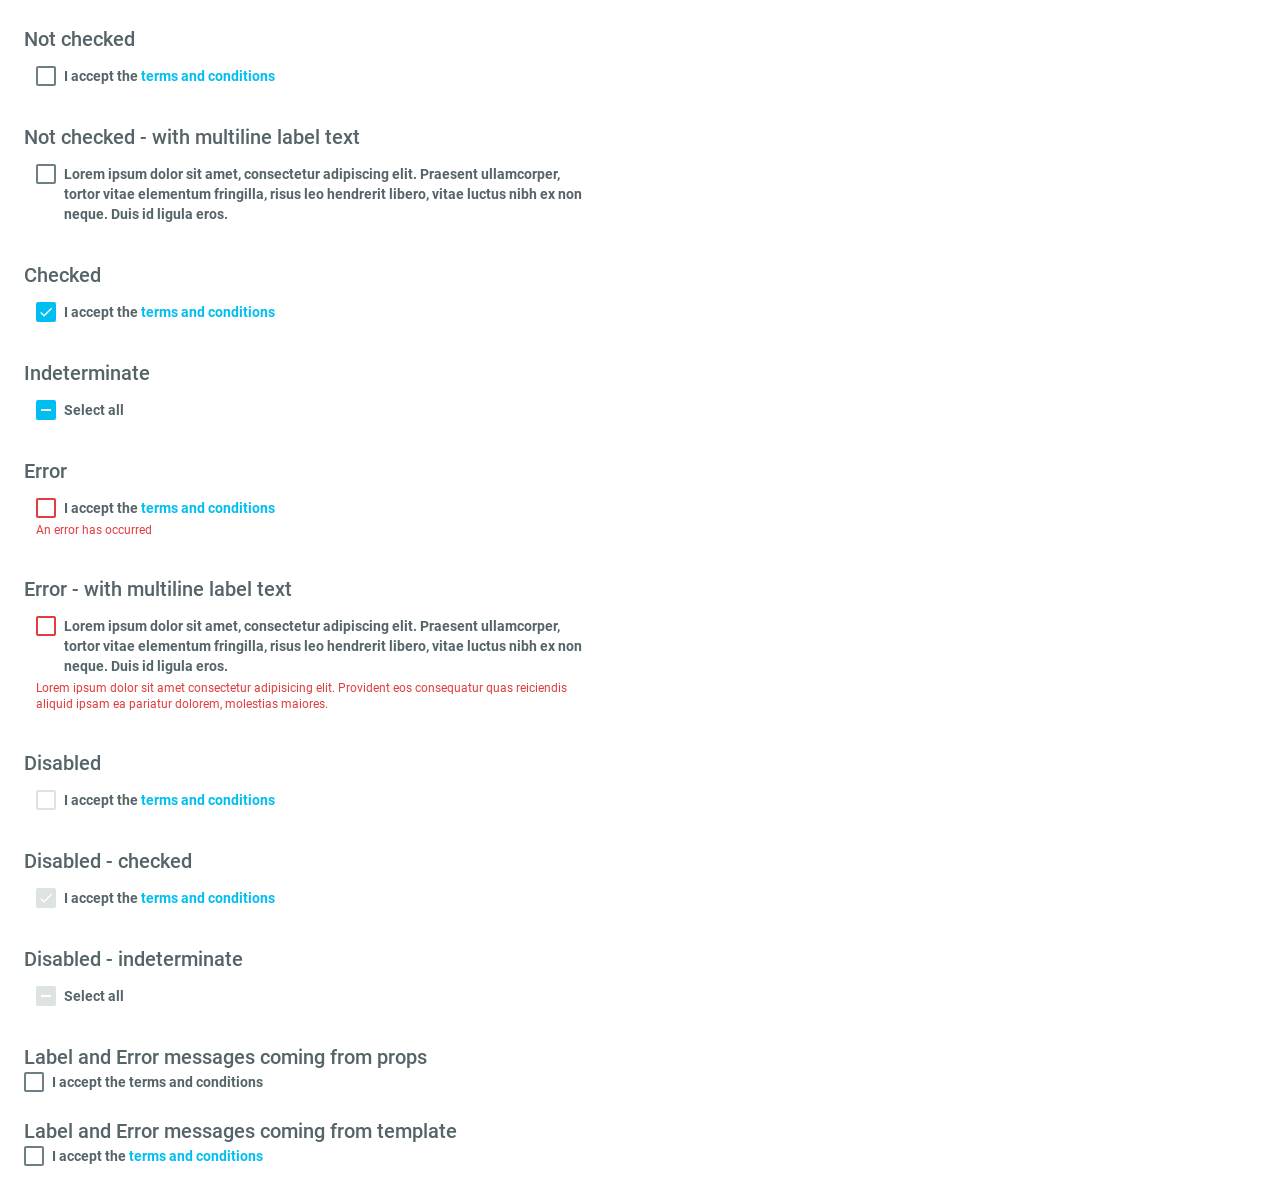 Not checked
I accept the terms and conditions
Not checked - with multiline label text
Lorem ipsum dolor sit amet, consectetur adipiscing elit. Praesent ullamcorper,
tortor vitae elementum fringilla, risus leo hendrerit libero, vitae luctus nibh ex non
neque. Duis id ligula eros.
Checked
I accept the terms and conditions
Indeterminate
Select all
Error
I accept the terms and conditions
An error has occurred
Error - with multiline label text
Lorem ipsum dolor sit amet, consectetur adipiscing elit. Praesent ullamcorper,
tortor vitae elementum fringilla, risus leo hendrerit libero, vitae luctus nibh ex non
neque. Duis id ligula eros.
Lorem ipsum dolor sit amet consectetur adipisicing elit. Provident eos consequatur quas reiciendis
aliquid ipsam ea pariatur dolorem, molestias maiores.
Disabled
I accept the terms and conditions
Disabled - checked
I accept the terms and conditions
Disabled - indeterminate
Select all
Label and Error messages coming from props
I accept the terms and conditions
Label and Error messages coming from template
I accept the terms and conditions